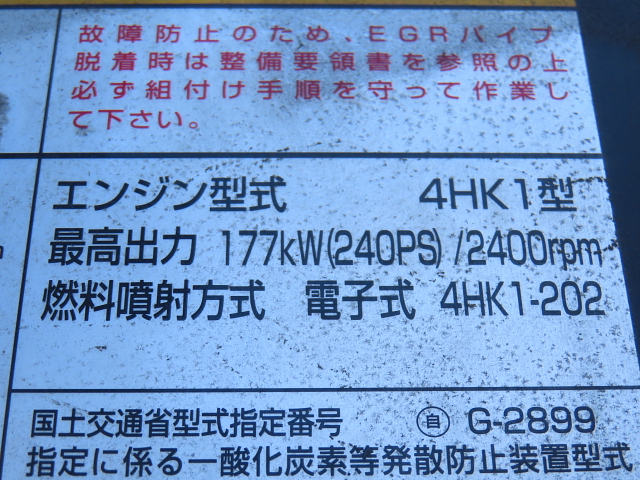 故障防止のため、EGRパイプ
脱着時は整備要領書を参照の上
必ず組付け手順を守って作業し
て下さい。
エンジン型式 4HK1型
最高出力 177kW(240PS)/2400rpm
燃料噴射方式 電子式 4HK1-202
国土交通省型式指定番号 自 G-2899
指定に係る一酸化炭素等発散防止装置型式